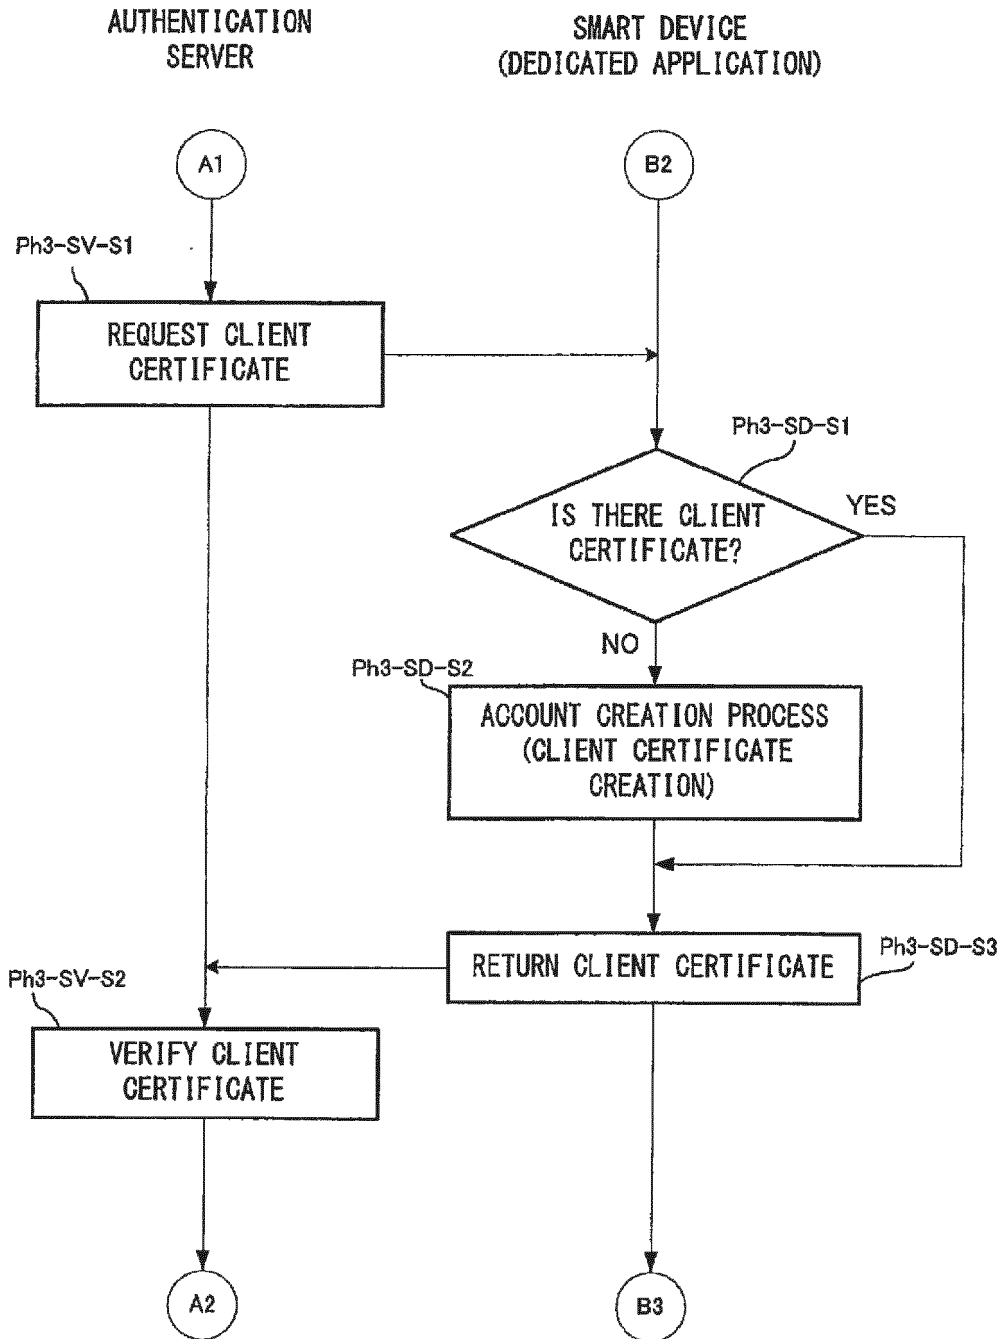 AUTHENTICATION
SERVER
SMART DEVICE
(DEDICATED APPLICATION)
A1
B2
Ph3-SV-S1
REQUEST CLIENT
CERTIFICATE
Ph3-SD-S1
IS THERE CLIENT
CERTIFICATE?
YES
NO
Ph3-SD-S2
ACCOUNT CREATION PROCESS
(CLIENT CERTIFICATE
CREATION)
RETURN CLIENT CERTIFICATE
Ph3-SD-S3
Ph3-SV-S2
VERIFY CLIENT
CERTIFICATE
A2
B3